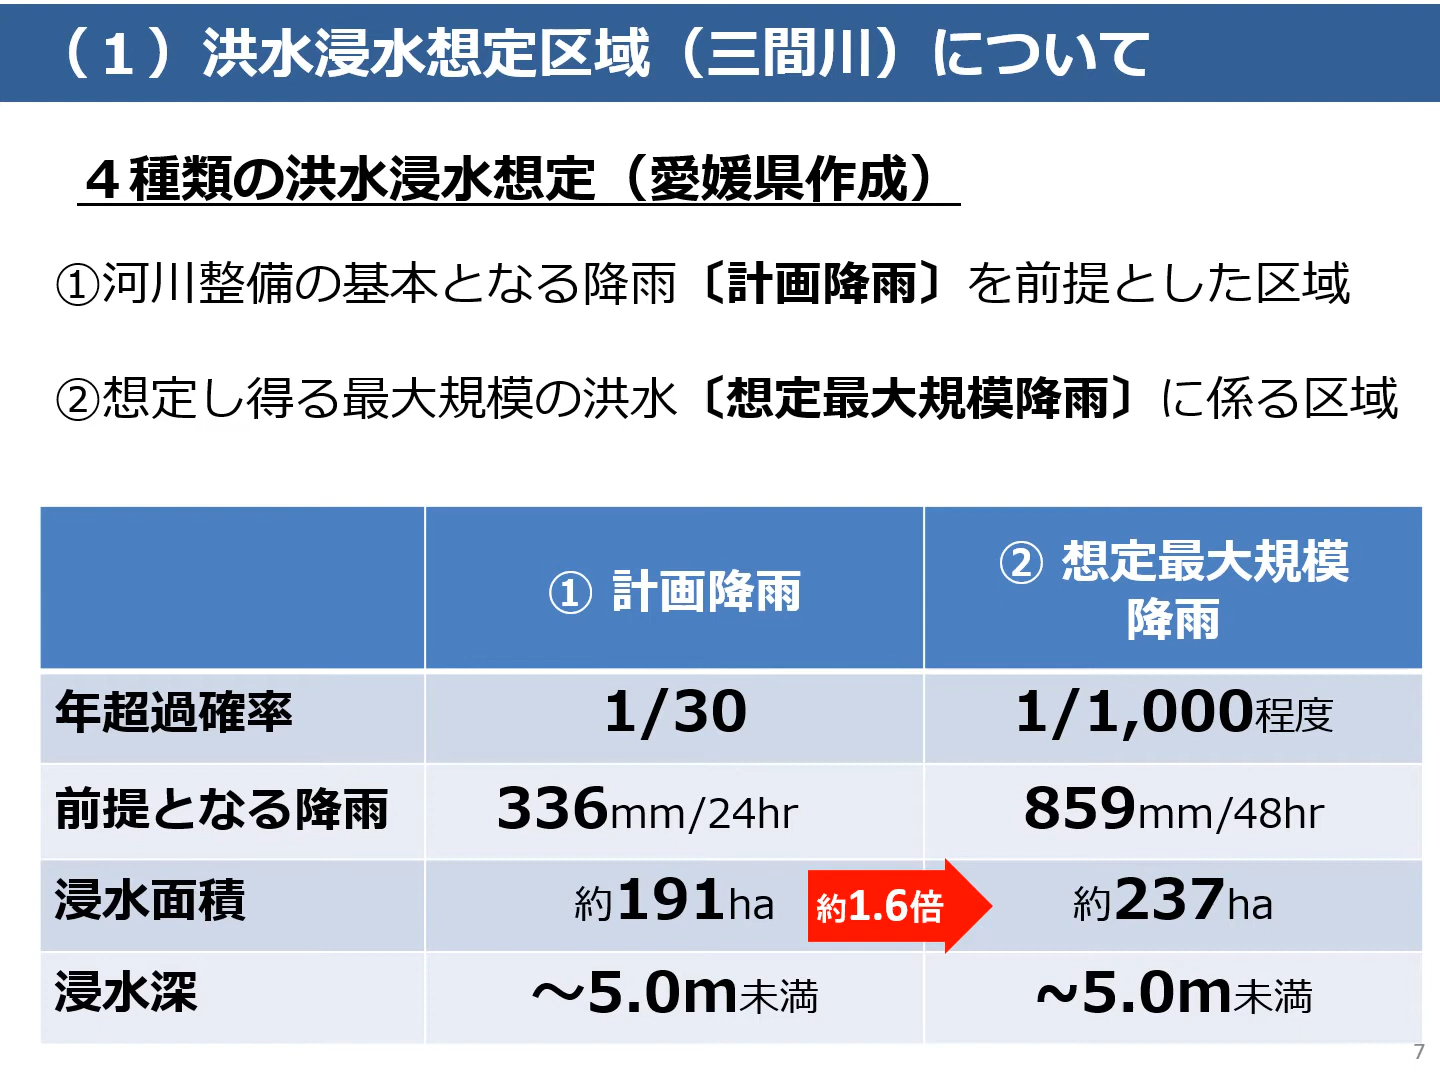 （１）洪水浸水想定区域（三間川）について
４種類の洪水浸水想定（愛媛県作成）
①河川整備の基本となる降雨〔計画降雨〕を前提とした区域
②想定し得る最大規模の洪水〔想定最大規模降雨〕に係る区域
① 計画降雨
② 想定最大規模
降雨
年超過確率 1/30 1/1,000程度
前提となる降雨 336mm/24hr 859mm/48hr
浸水面積 約191ha 約1.6倍 約237ha
浸水深 ～5.0m未満 ~5.0m未満
7